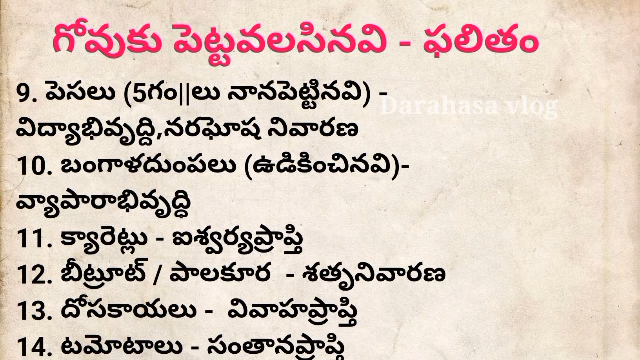 గోవుకు పెట్టవలసినవి - ఫలితం
9. పెసలు (5గం||లు నానపెట్టినవి) -
Darahasa vlog
విద్యాభివృద్ది,నరఘోష నివారణ
10. బంగాళదుంపలు (ఉడికించినవి)-
వ్యాపారాభివృద్ధి
11. క్యారెట్లు - ఐశ్వర్యప్రాప్తి
12. బీట్రూట్ / పాలకూర - శతృనివారణ
13. దోసకాయలు - వివాహప్రాప్తి
14. టమోటాలు - సంతానప్రాప్తి